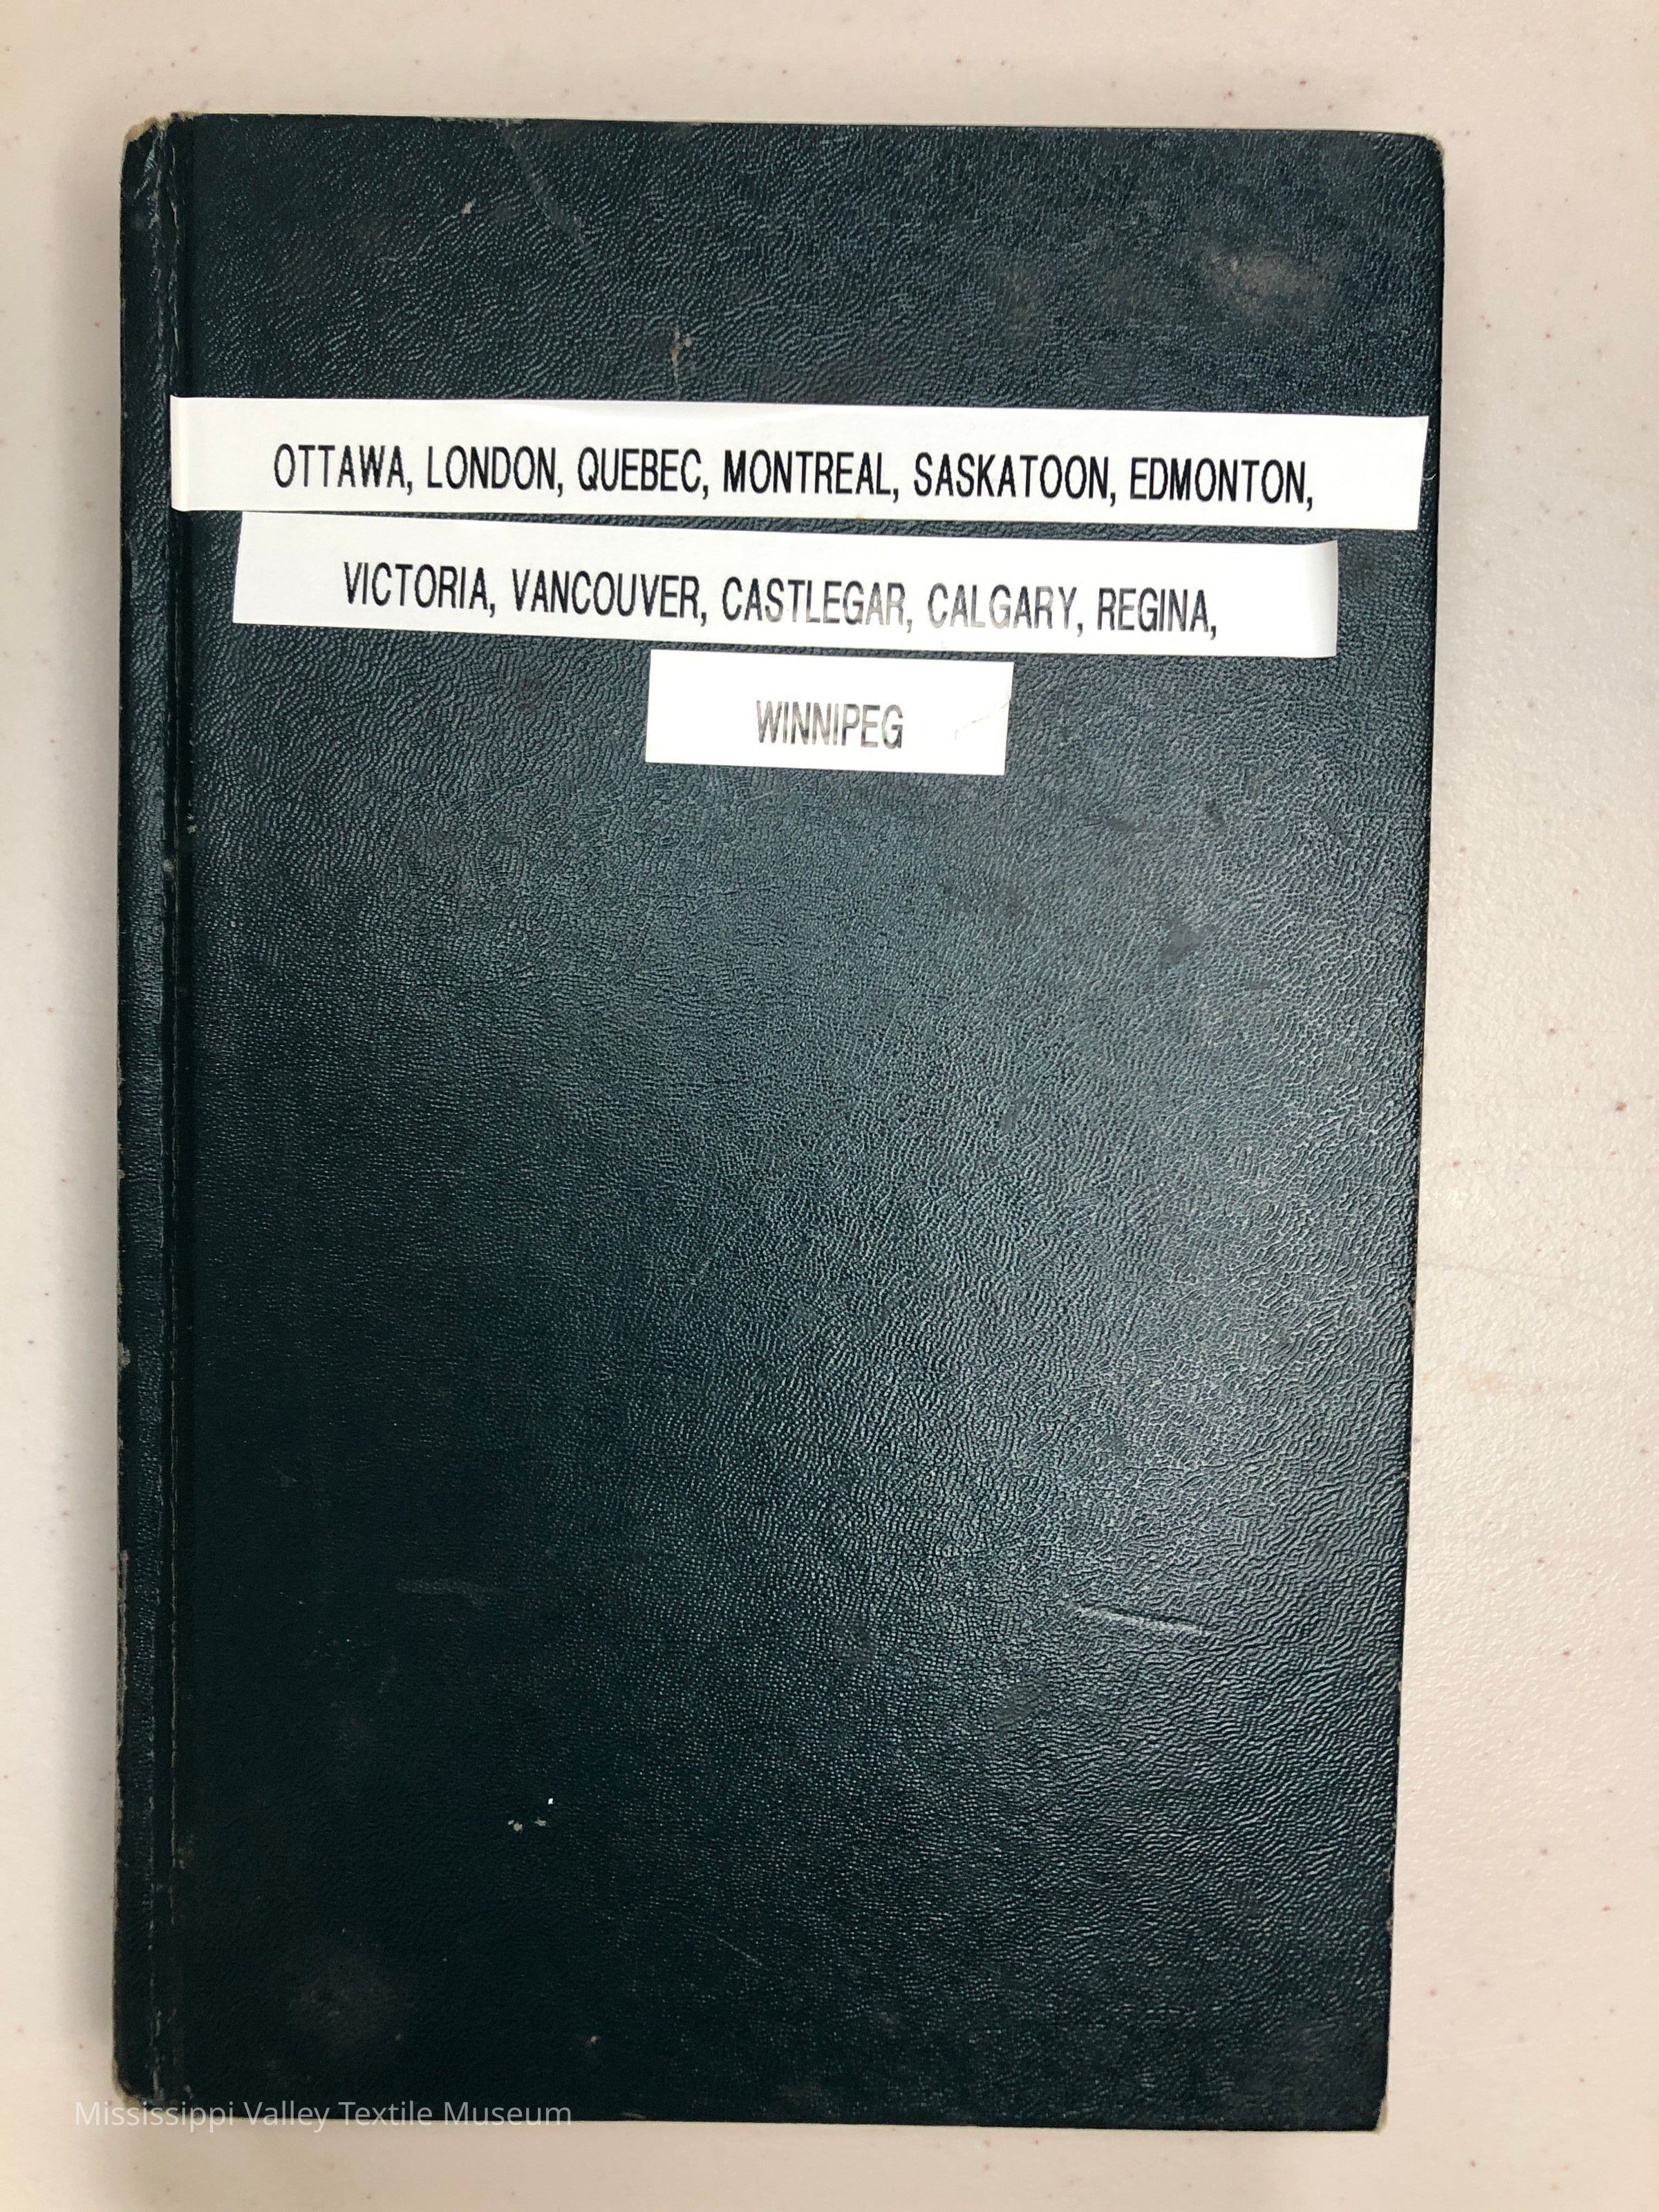 OTTAWA, LONDON, QUEBEC, MONTREAL, SASKATOON, EDMONTON,
VICTORIA, VANCOUVER, CASTLEGAR, CALGARY, REGINA,
WINNIPEG
Mississippi Valley Textile Museum